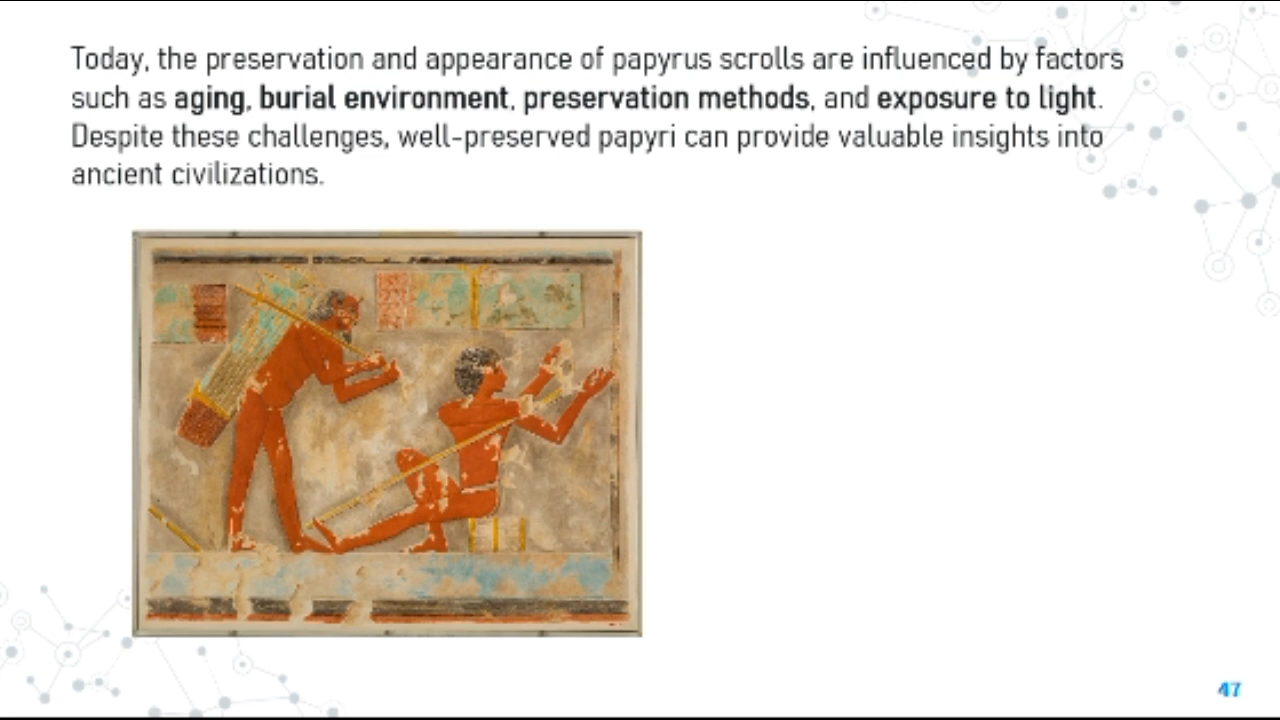 Today, the preservation and appearance of papyrus scrolls are influenced by factors
such as aging, burial environment, preservation methods, and exposure to light.
Despite these challenges, well-preserved papyri can provide valuable insights into
ancient civilizations.
47